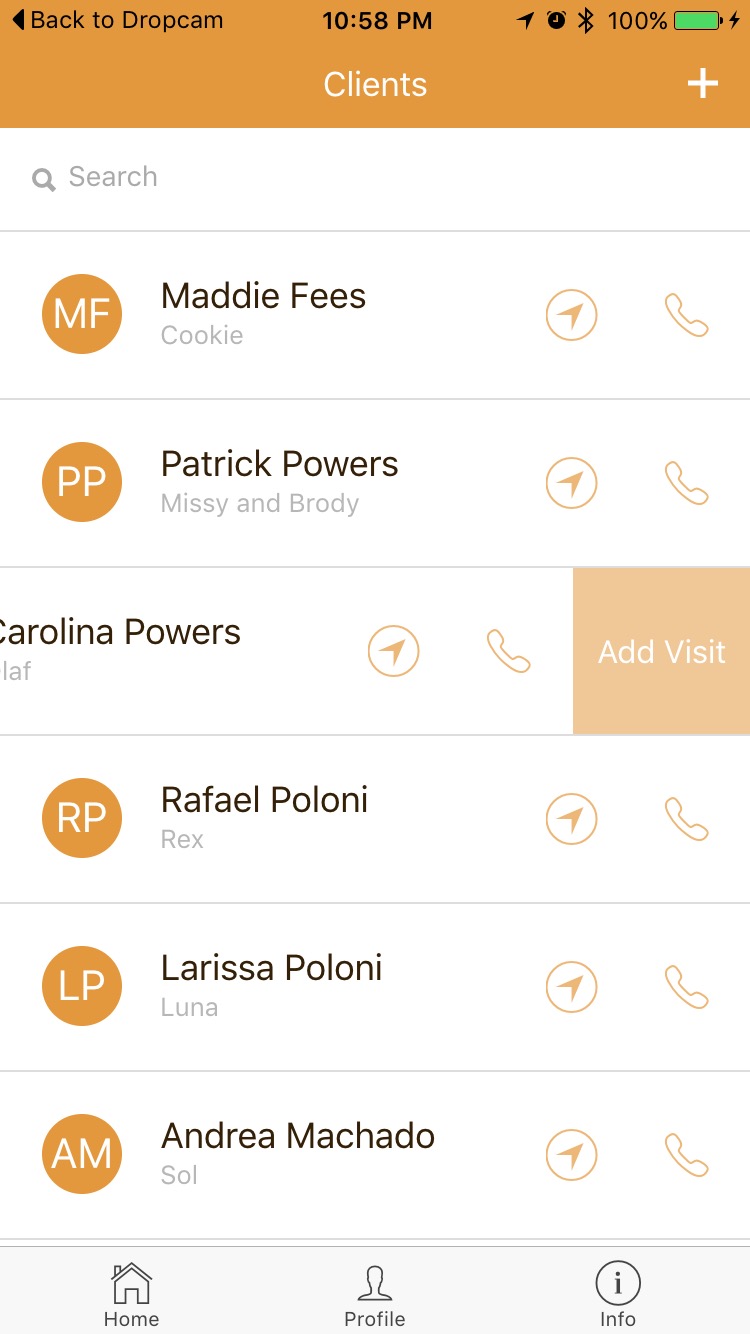 Back to Dropcam 10:58 PM 100%
Clients
Search
MF Maddie Fees
Cookie
PP Patrick Powers
Missy and Brody
Carolina Powers
laf
Add Visit
RP Rafael Poloni
Rex
LP Larissa Poloni
Luna
AM Andrea Machado
Sol
Home Profile Info